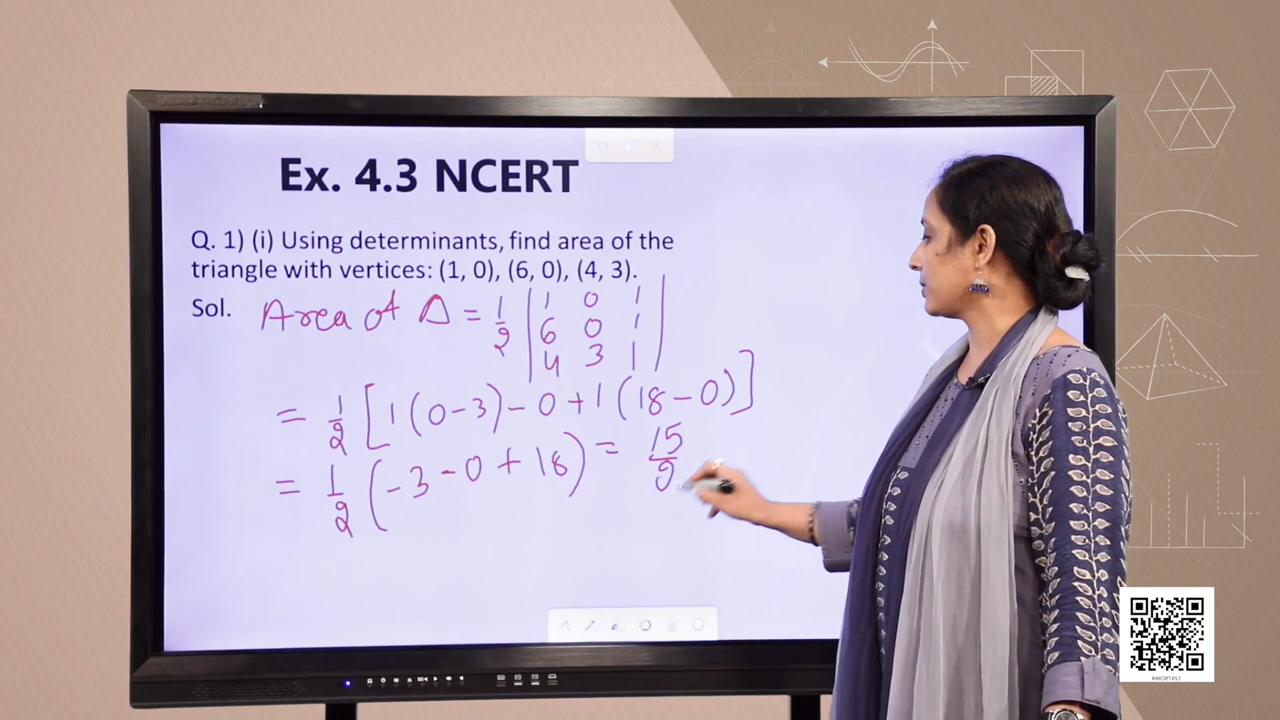 Ex. 4.3 NCERT
Q. 1) (i) Using determinants, find area of the
triangle with vertices: (1, 0), (6, 0), (4, 3).
Sol. Area of Δ = 1/2 | 1 0 1
6 0 1
4 3 1 |
= 1/2 [1(0-3)-0+1(18-0)]
= 1/2 (-3-0+18) = 15/2